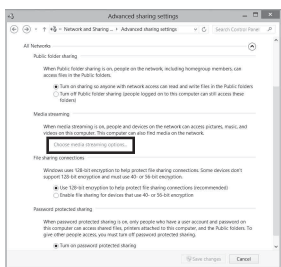 Advanced sharing settings
Network and Sharing ... Advanced sharing settings
Search Control Panel
All Networks
Public folder sharing
When Public folder sharing is on, people on the network, including homegroup members, can
access files in the Public folders.
Turn on sharing so anyone with network access can read and write files in the Public folders
Turn off Public folder sharing (people logged on to this computer can still access these
folders)
Media streaming
When media streaming is on, people and devices on the network can access pictures, music, and
videos on this computer. This computer can also find media on the network.
Choose media streaming options...
File sharing connections
Windows uses 128-bit encryption to help protect file sharing connections. Some devices don't
support 128-bit encryption and must use 40- or 56-bit encryption.
Use 128-bit encryption to help protect file sharing connections (recommended)
Enable file sharing for devices that use 40- or 56-bit encryption
Password protected sharing
When password protected sharing is on, only people who have a user account and password on
this computer can access shared files, printers attached to this computer, and the Public folders. To
give other people access, you must turn off password protected sharing.
Turn on password protected sharing
Save changes
Cancel